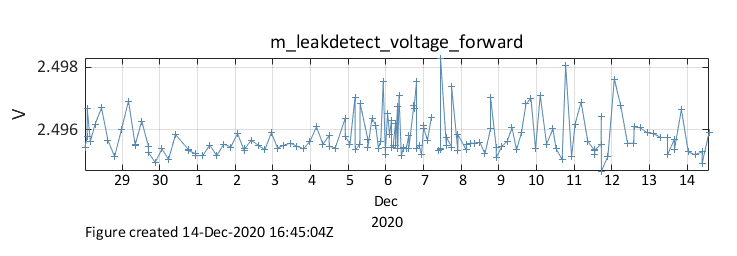 m_leakdetect_voltage_forward
2.498
2.496
V
29 30 1 2 3 4 5 6 7 8 9 10 11 12 13 14
Dec
2020
Figure created 14-Dec-2020 16:45:04Z